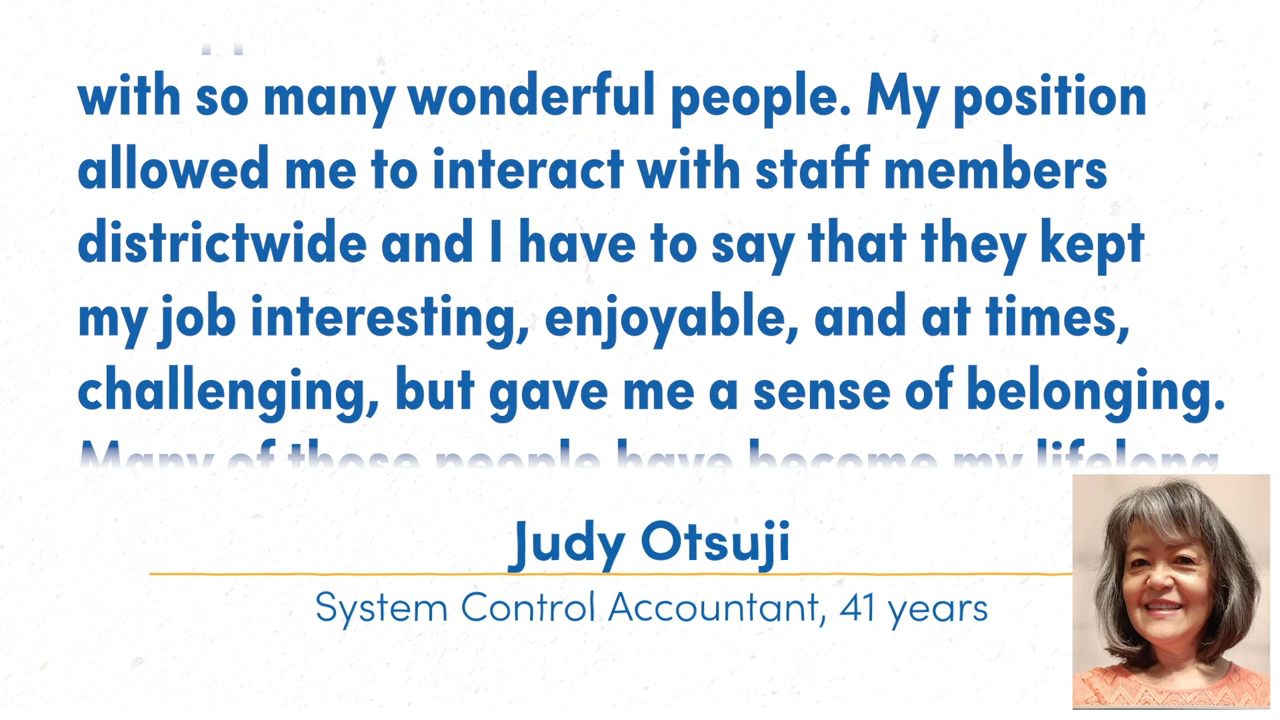 with so many wonderful people. My position
allowed me to interact with staff members
districtwide and I have to say that they kept
my job interesting, enjoyable, and at times,
challenging, but gave me a sense of belonging.
Many of those people have become my lifelong
Judy Otsuji
System Control Accountant, 41 years